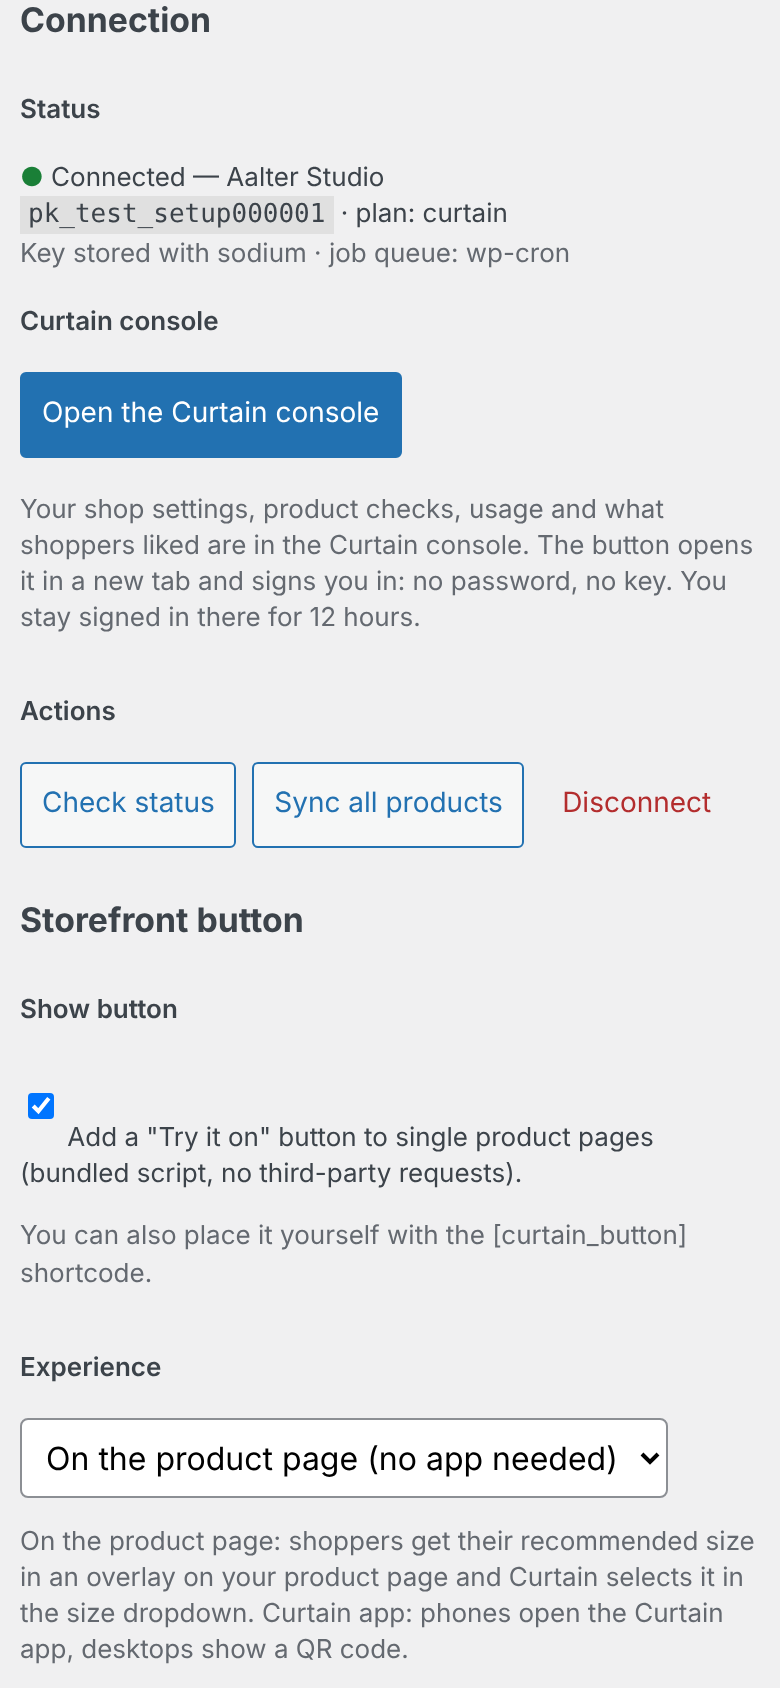 Connection
Status
Connected — Aalter Studio
pk_test_setup000001 · plan: curtain
Key stored with sodium · job queue: wp-cron
Curtain console
Open the Curtain console
Your shop settings, product checks, usage and what
shoppers liked are in the Curtain console. The button opens
it in a new tab and signs you in: no password, no key. You
stay signed in there for 12 hours.
Actions
Check status
Sync all products
Disconnect
Storefront button
Show button
Add a "Try it on" button to single product pages
(bundled script, no third-party requests).
You can also place it yourself with the [curtain_button]
shortcode.
Experience
On the product page (no app needed)
On the product page: shoppers get their recommended size
in an overlay on your product page and Curtain selects it in
the size dropdown. Curtain app: phones open the Curtain
app, desktops show a QR code.